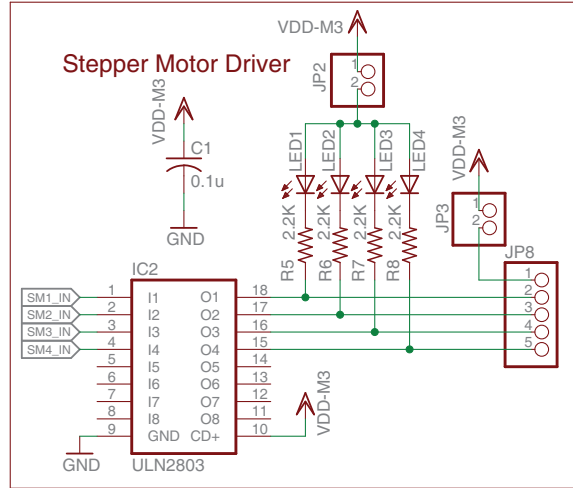 VDD-M3
Stepper Motor Driver
JP2
1
2
VDD-M3
C1
0.1u
GND
LED1
LED2
LED3
LED4
2.2K
2.2K
2.2K
2.2K
R5
R6
R7
R8
VDD-M3
JP3
1
2
JP8
1
2
3
4
5
IC2
SM1_IN 1 I1 O1 18
SM2_IN 2 I2 O2 17
SM3_IN 3 I3 O3 16
SM4_IN 4 I4 O4 15
5 I5 O5 14
6 I6 O6 13
7 I7 O7 12
8 I8 O8 11
9 GND CD+ 10
VDD-M3
GND
ULN2803